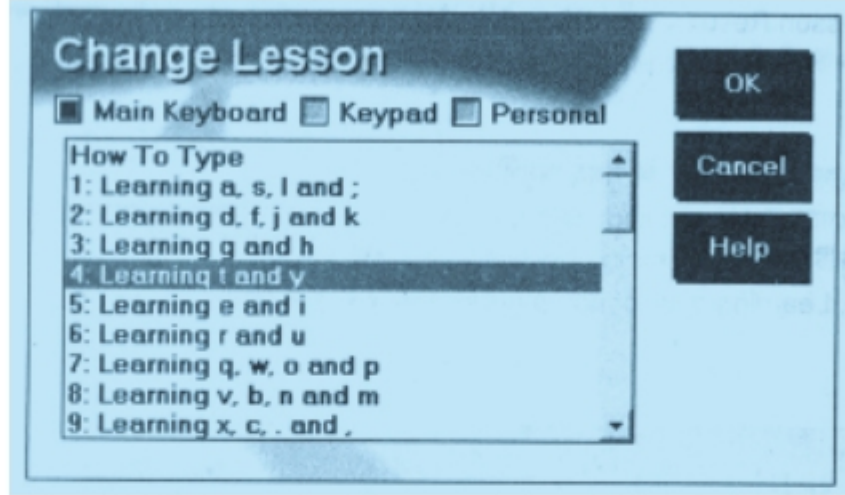 Change Lesson
Main Keyboard Keypad Personal
How To Type
1: Learning a, s, l and ;
2: Learning d, f, j and k
3: Learning g and h
4: Learning t and y
5: Learning e and i
6: Learning r and u
7: Learning q, w, o and p
8: Learning v, b, n and m
9: Learning x, c, . and ,
OK
Cancel
Help